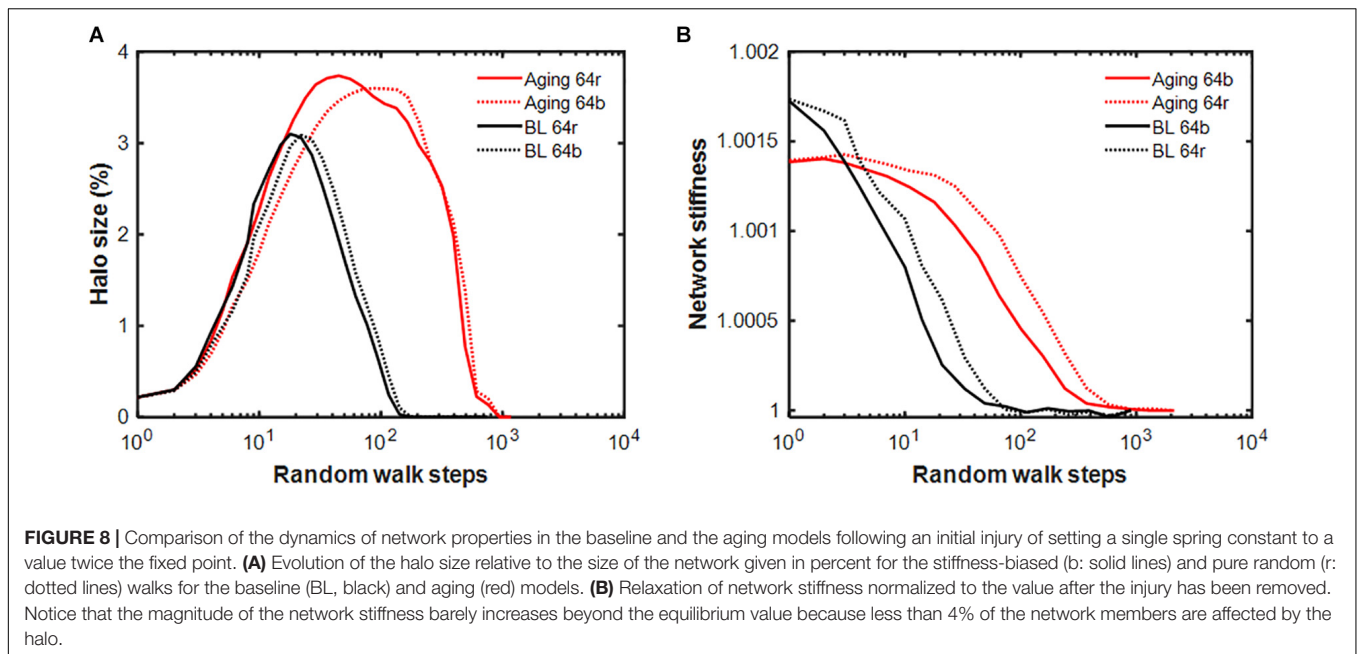 A
4
3
2
1
0
Halo size (%)
Aging 64r
Aging 64b
BL 64r
BL 64b
10^0
10^1
10^2
10^3
10^4
Random walk steps
B
1.002
1.0015
1.001
1.0005
1
Network stiffness
Aging 64b
Aging 64r
BL 64b
BL 64r
10^0
10^1
10^2
10^3
10^4
Random walk steps
FIGURE 8 | Comparison of the dynamics of network properties in the baseline and the aging models following an initial injury of setting a single spring constant to a
value twice the fixed point. (A) Evolution of the halo size relative to the size of the network given in percent for the stiffness-biased (b: solid lines) and pure random (r:
dotted lines) walks for the baseline (BL, black) and aging (red) models. (B) Relaxation of network stiffness normalized to the value after the injury has been removed.
Notice that the magnitude of the network stiffness barely increases beyond the equilibrium value because less than 4% of the network members are affected by the
halo.